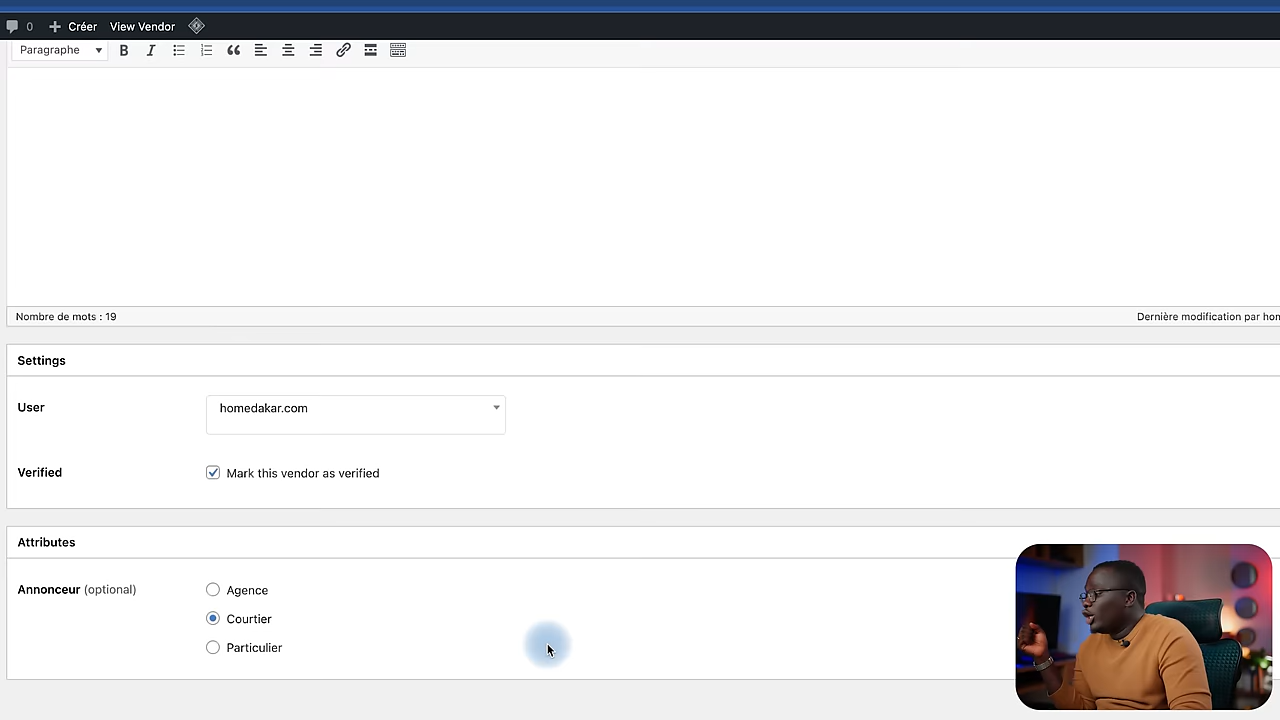 0 Créer View Vendor
Paragraphe
Nombre de mots : 19
Dernière modification par hom
Settings
User
homedakar.com
Verified
Mark this vendor as verified
Attributes
Annonceur (optional)
Agence
Courtier
Particulier